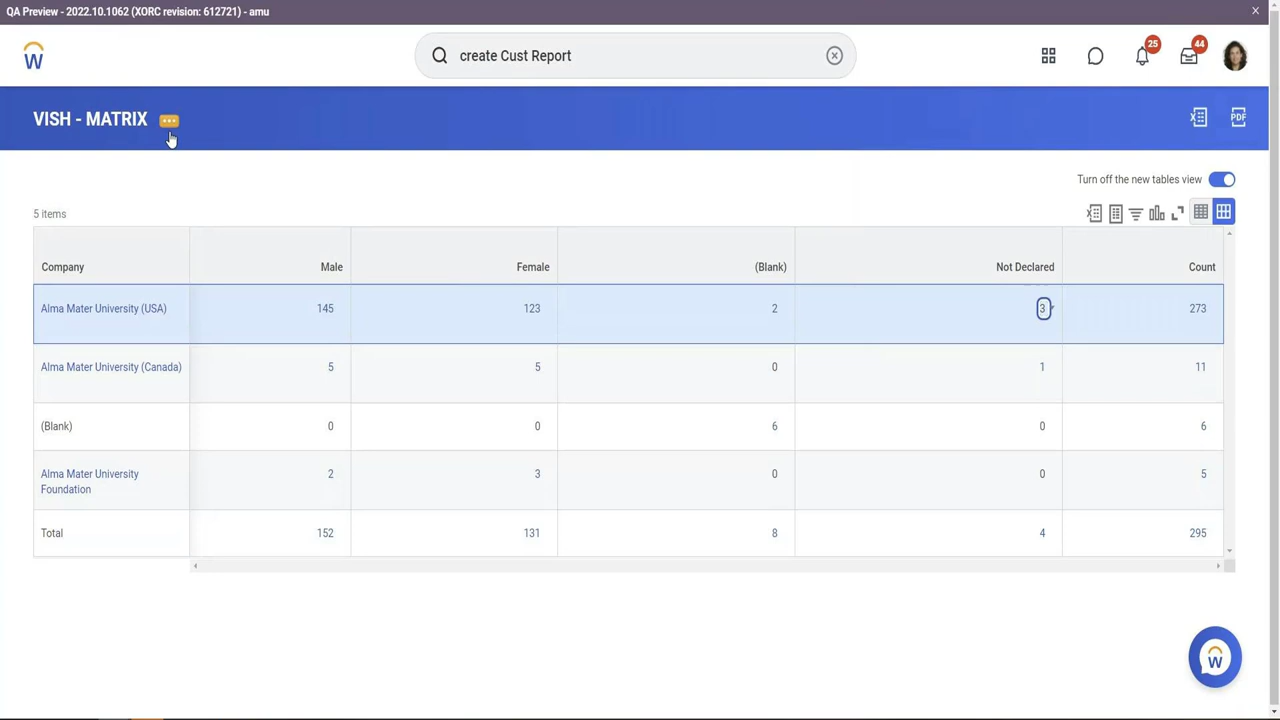 QA Preview - 2022.10.1062 (XORC revision: 612721) - amu
create Cust Report
25
44
VISH - MATRIX
PDF
Turn off the new tables view
5 items
Company Male Female (Blank) Not Declared Count
Alma Mater University (USA) 145 123 2 3 273
Alma Mater University (Canada) 5 5 0 1 11
(Blank) 0 0 6 0 6
Alma Mater University
Foundation 2 3 0 0 5
Total 152 131 8 4 295